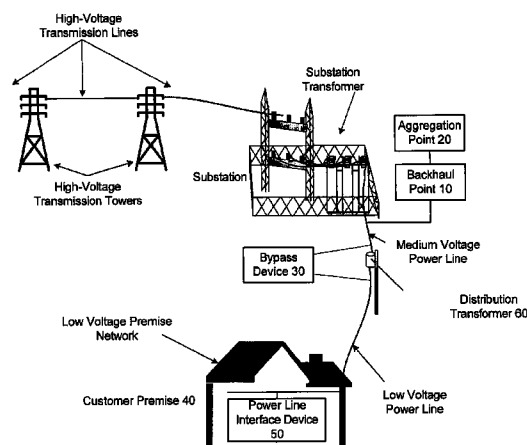 High-Voltage
Transmission Lines
Substation
Transformer
Aggregation
Point 20
Backhaul
Point 10
High-Voltage
Transmission Towers
Substation
Medium Voltage
Power Line
Bypass
Device 30
Distribution
Transformer 60
Low Voltage Premise
Network
Customer Premise 40
Power Line
Interface Device
50
Low Voltage
Power Line